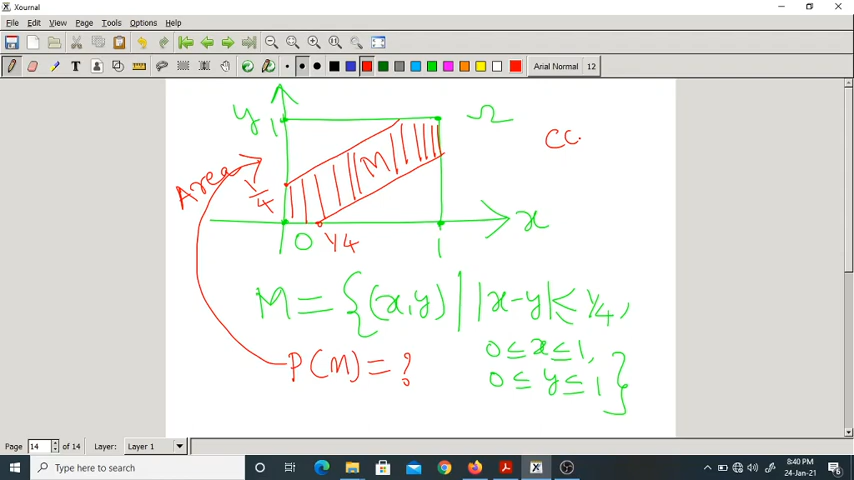 Xournal
File Edit View Page Tools Options Help
Arial Normal 12
y 1 Ω
CC
M
Area 1/4
0 1/4 1 x
M = {(x,y) | |x-y| ≤ 1/4,
0 ≤ x ≤ 1,
P(M) = ? 0 ≤ y ≤ 1}
Page 14 of 14 Layer: Layer 1
Type here to search
8:40 PM
24-Jan-21